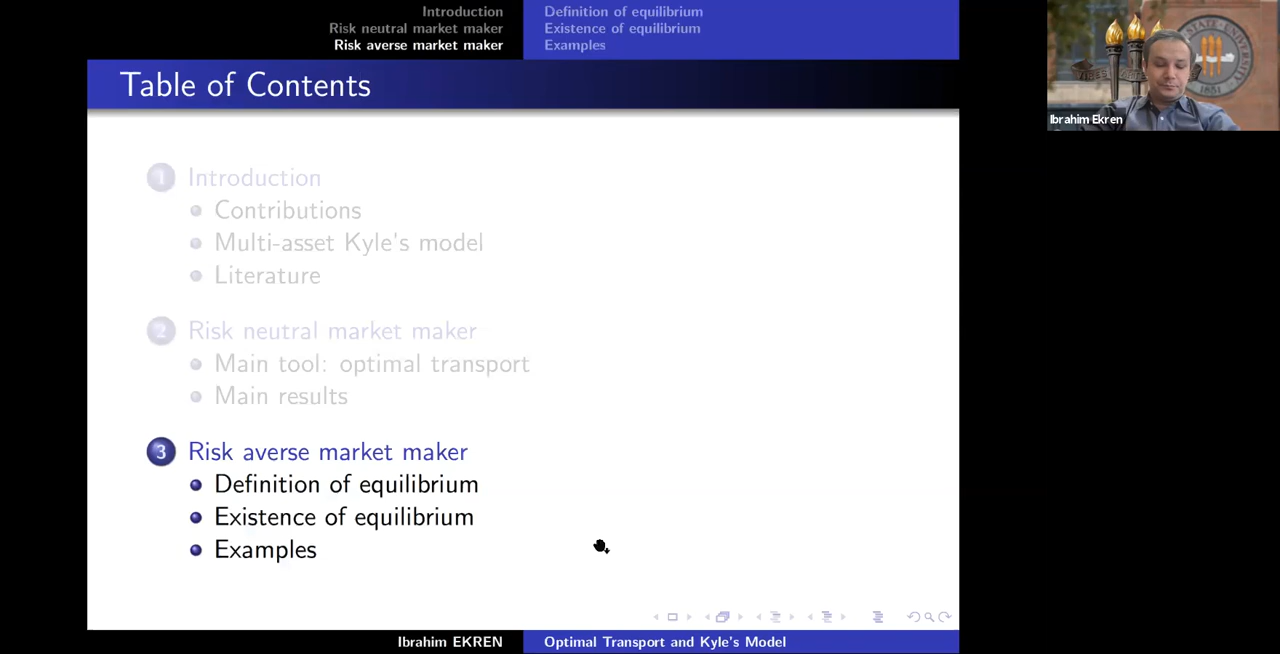 Introduction
Risk neutral market maker
Risk averse market maker
Definition of equilibrium
Existence of equilibrium
Examples
Table of Contents
1 Introduction
Contributions
Multi-asset Kyle's model
Literature
2 Risk neutral market maker
Main tool: optimal transport
Main results
3 Risk averse market maker
Definition of equilibrium
Existence of equilibrium
Examples
Ibrahim EKREN
Optimal Transport and Kyle's Model
Ibrahim Ekren
1851